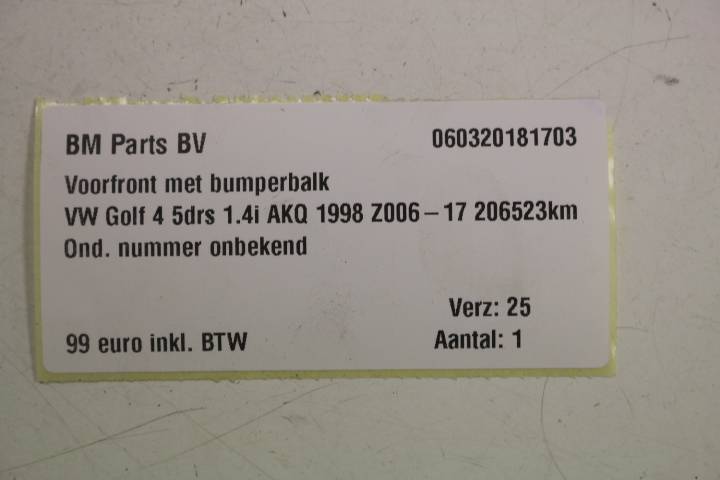 BM Parts BV 060320181703
Voorfront met bumperbalk
VW Golf 4 5drs 1.4i AKQ 1998 Z006-17 206523km
Ond. nummer onbekend
Verz: 25
99 euro inkl. BTW Aantal: 1